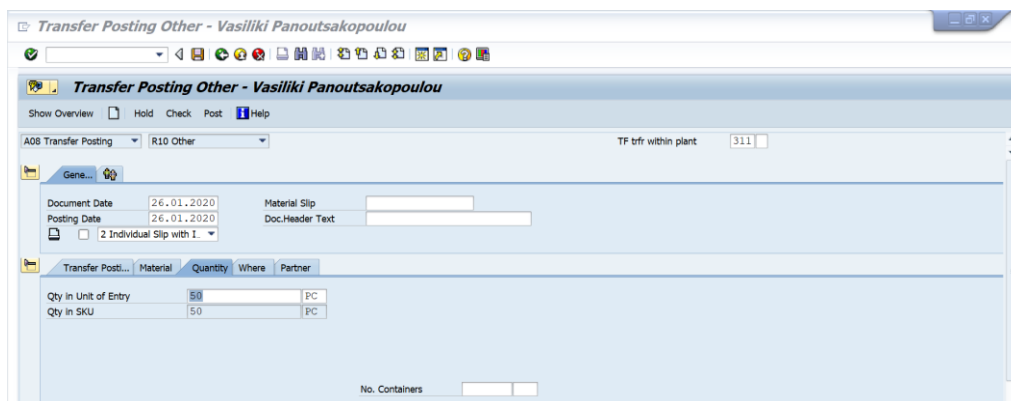 Transfer Posting Other - Vasiliki Panoutsakopoulou
Transfer Posting Other - Vasiliki Panoutsakopoulou
Show Overview Hold Check Post Help
A08 Transfer Posting R10 Other TF trfr within plant 311
Gene...
Document Date 26.01.2020 Material Slip
Posting Date 26.01.2020 Doc.Header Text
2 Individual Slip with I..
Transfer Posti... Material Quantity Where Partner
Qty in Unit of Entry 50 PC
Qty in SKU 50 PC
No. Containers